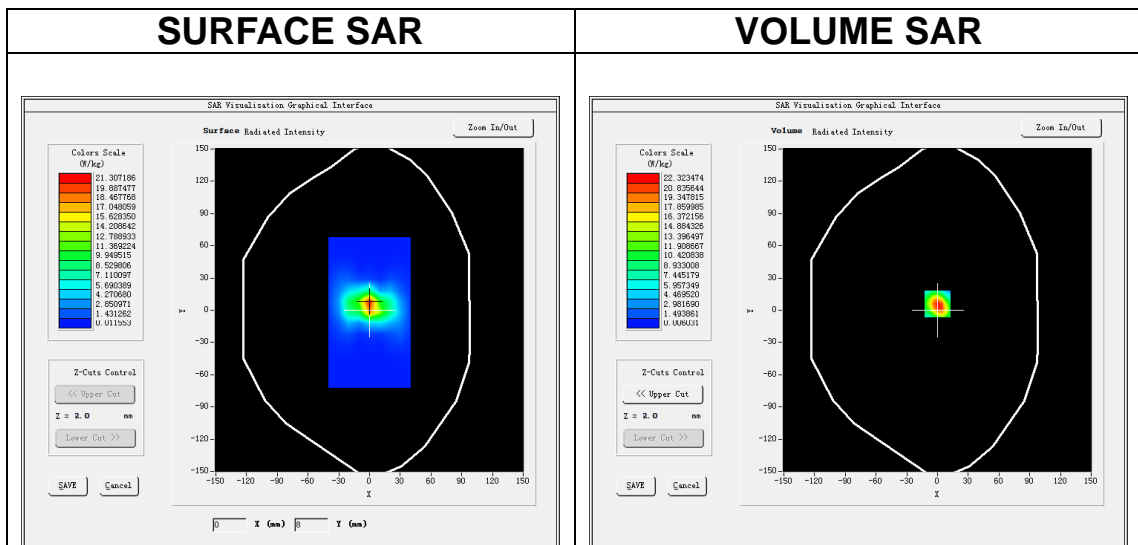 SURFACE SAR
VOLUME SAR
SAR Visualisation Graphical Interface
Surface Radiated Intensity
Zoom In/Out
Colors Scale
(W/kg)
21.307186
19.887477
18.467768
17.048059
15.628350
14.208642
12.788933
11.369224
9.949515
8.529806
7.110097
5.690389
4.270680
2.850971
1.431262
0.011553
150
120
90
60
30
0
-30
-60
-90
-120
-150
Y
-150 -120 -90 -60 -30 0 30 60 90 120 150
X
Z-Cuts Control
<< Upper Cut
Z = 2.0 mm
Lower Cut >>
SAVE Cancel
0 X (mm) 8 Y (mm)
SAR Visualisation Graphical Interface
Volume Radiated Intensity
Zoom In/Out
Colors Scale
(W/kg)
22.323474
20.835644
19.347815
17.859985
16.372156
14.884326
13.396497
11.908667
10.420838
8.933008
7.445179
5.957349
4.469520
2.981690
1.493861
0.006031
150
120
90
60
30
0
-30
-60
-90
-120
-150
Y
-150 -120 -90 -60 -30 0 30 60 90 120 150
X
Z-Cuts Control
<< Upper Cut
Z = 2.0 mm
Lower Cut >>
SAVE Cancel